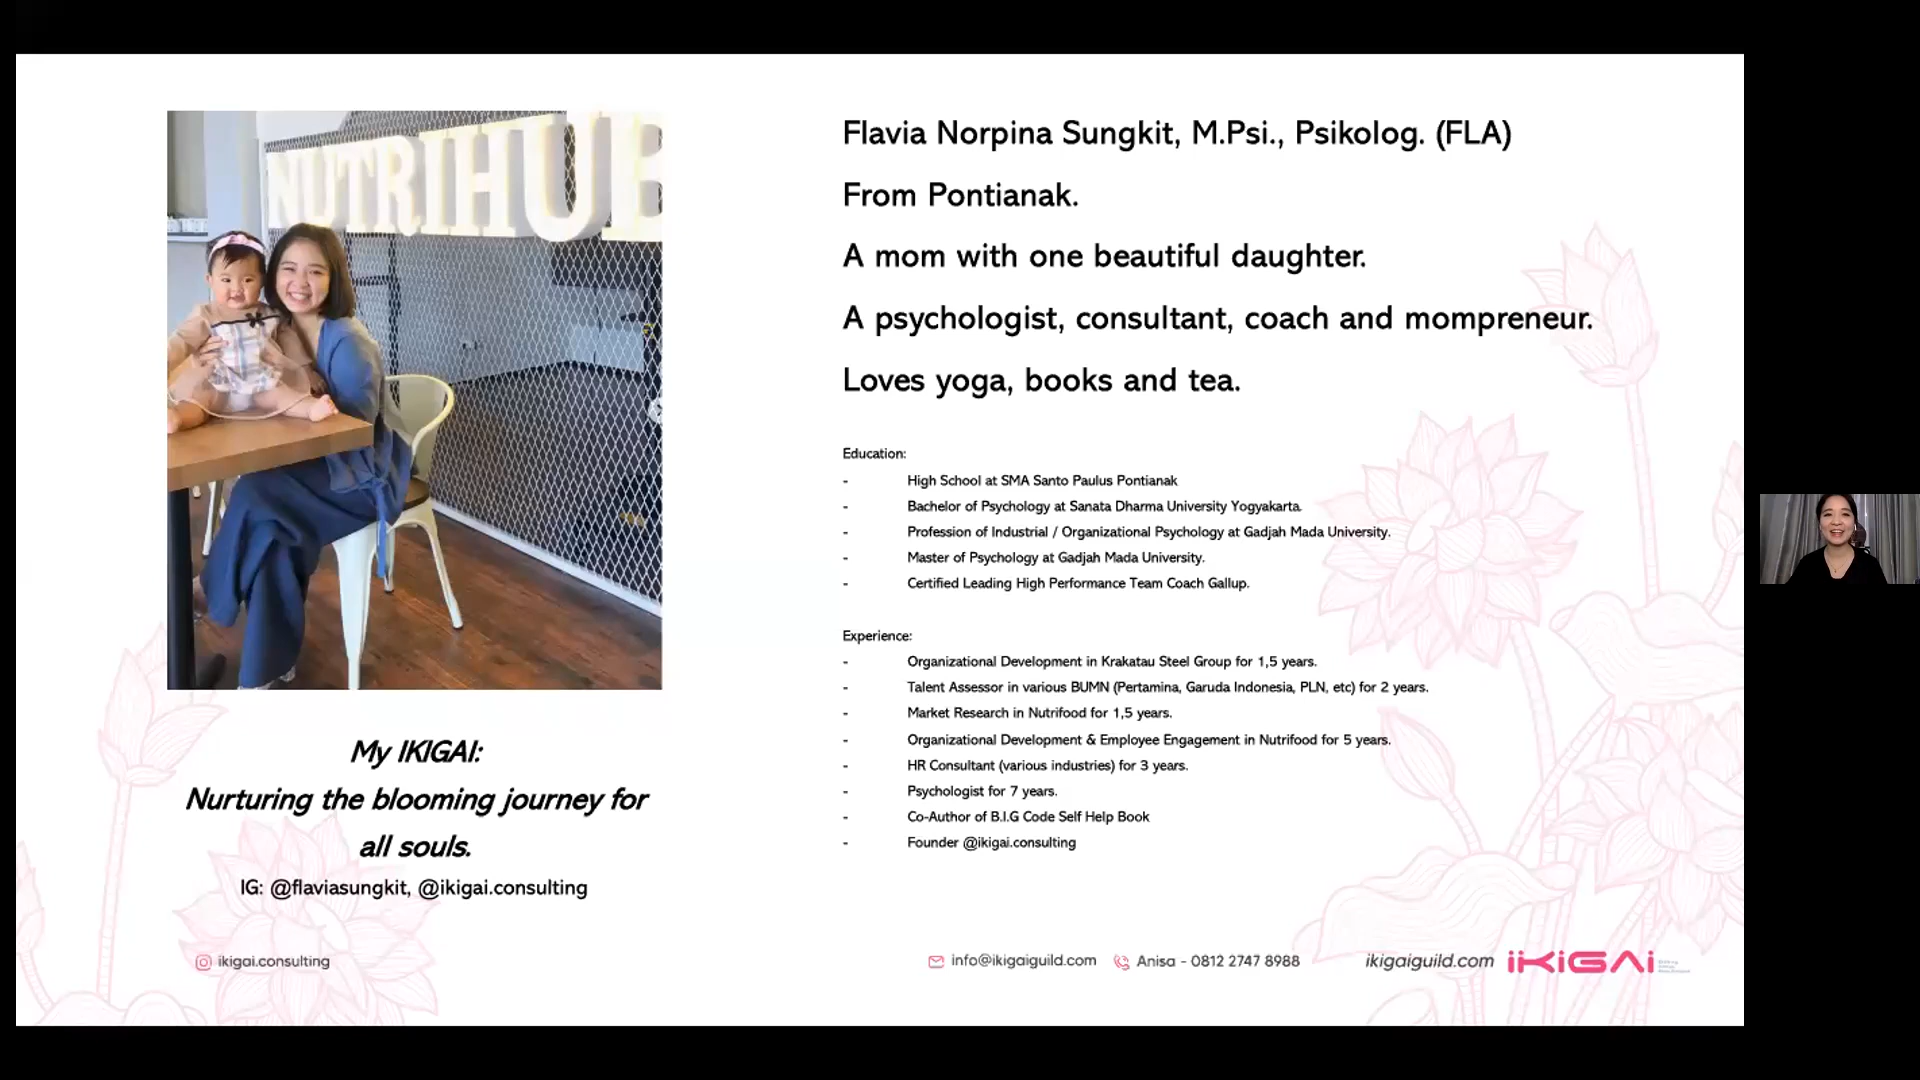 NUTRIHUB
My IKIGAI:
Nurturing the blooming journey for
all souls.
IG: @flaviasungkit, @ikigai.consulting
Flavia Norpina Sungkit, M.Psi., Psikolog. (FLA)
From Pontianak.
A mom with one beautiful daughter.
A psychologist, consultant, coach and mompreneur.
Loves yoga, books and tea.
Education:
- High School at SMA Santo Paulus Pontianak
- Bachelor of Psychology at Sanata Dharma University Yogyakarta.
- Profession of Industrial / Organizational Psychology at Gadjah Mada University.
- Master of Psychology at Gadjah Mada University.
- Certified Leading High Performance Team Coach Gallup.
Experience:
- Organizational Development in Krakatau Steel Group for 1,5 years.
- Talent Assessor in various BUMN (Pertamina, Garuda Indonesia, PLN, etc) for 2 years.
- Market Research in Nutrifood for 1,5 years.
- Organizational Development & Employee Engagement in Nutrifood for 5 years.
- HR Consultant (various industries) for 3 years.
- Psychologist for 7 years.
- Co-Author of B.I.G Code Self Help Book
- Founder @ikigai.consulting
ikigai.consulting
info@ikigaiguild.com
Anisa - 0812 2747 8988
ikigaiguild.com
iKiGAi